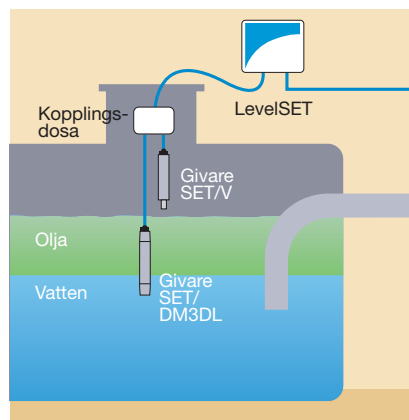 LevelSET
Kopplings-
dosa
Givare
SET/V
Olja
Givare
SET/
DM3DL
Vatten